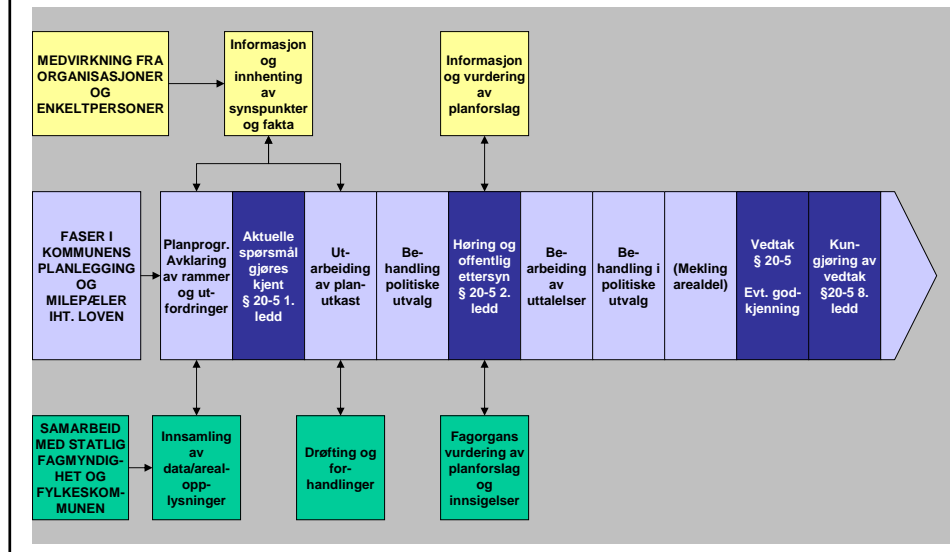 MEDVIRKNING FRA
ORGANISASJONER
OG
ENKELTPERSONER
Informasjon
og
innhenting
av
synspunkter
og fakta
Informasjon
og vurdering
av
planforslag
FASER I
KOMMUNENS
PLANLEGGING
OG
MILEPÆLER
IHT. LOVEN
Planprogr.
Avklaring
av rammer
og ut-
fordringer
Aktuelle
spørsmål
gjøres
kjent
§ 20-5 1.
ledd
Ut-
arbeiding
av plan-
utkast
Be-
handling
politiske
utvalg
Høring og
offentlig
ettersyn
§ 20-5 2.
ledd
Be-
arbeiding
av
uttalelser
Be-
handling i
politiske
utvalg
(Mekling
arealdel)
Vedtak
§ 20-5
Evt. god-
kjenning
Kun-
gjøring av
vedtak
§20-5 8.
ledd
SAMARBEID
MED STATLIG
FAGMYNDIG-
HET OG
FYLKESKOM-
MUNEN
Innsamling
av
data/areal-
opp-
lysninger
Drøfting og
for-
handlinger
Fagorgans
vurdering av
planforslag
og
innsigelser